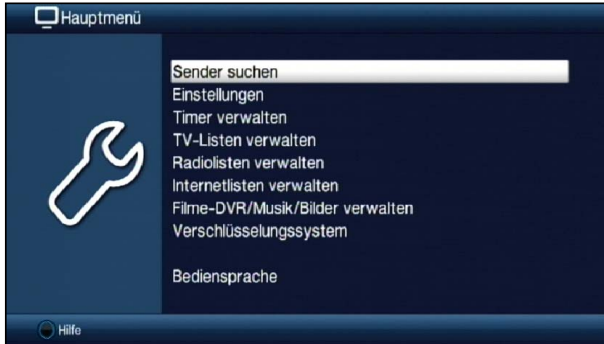 Hauptmenü
Sender suchen
Einstellungen
Timer verwalten
TV-Listen verwalten
Radiolisten verwalten
Internetlisten verwalten
Filme-DVR/Musik/Bilder verwalten
Verschlüsselungssystem
Bediensprache
Hilfe